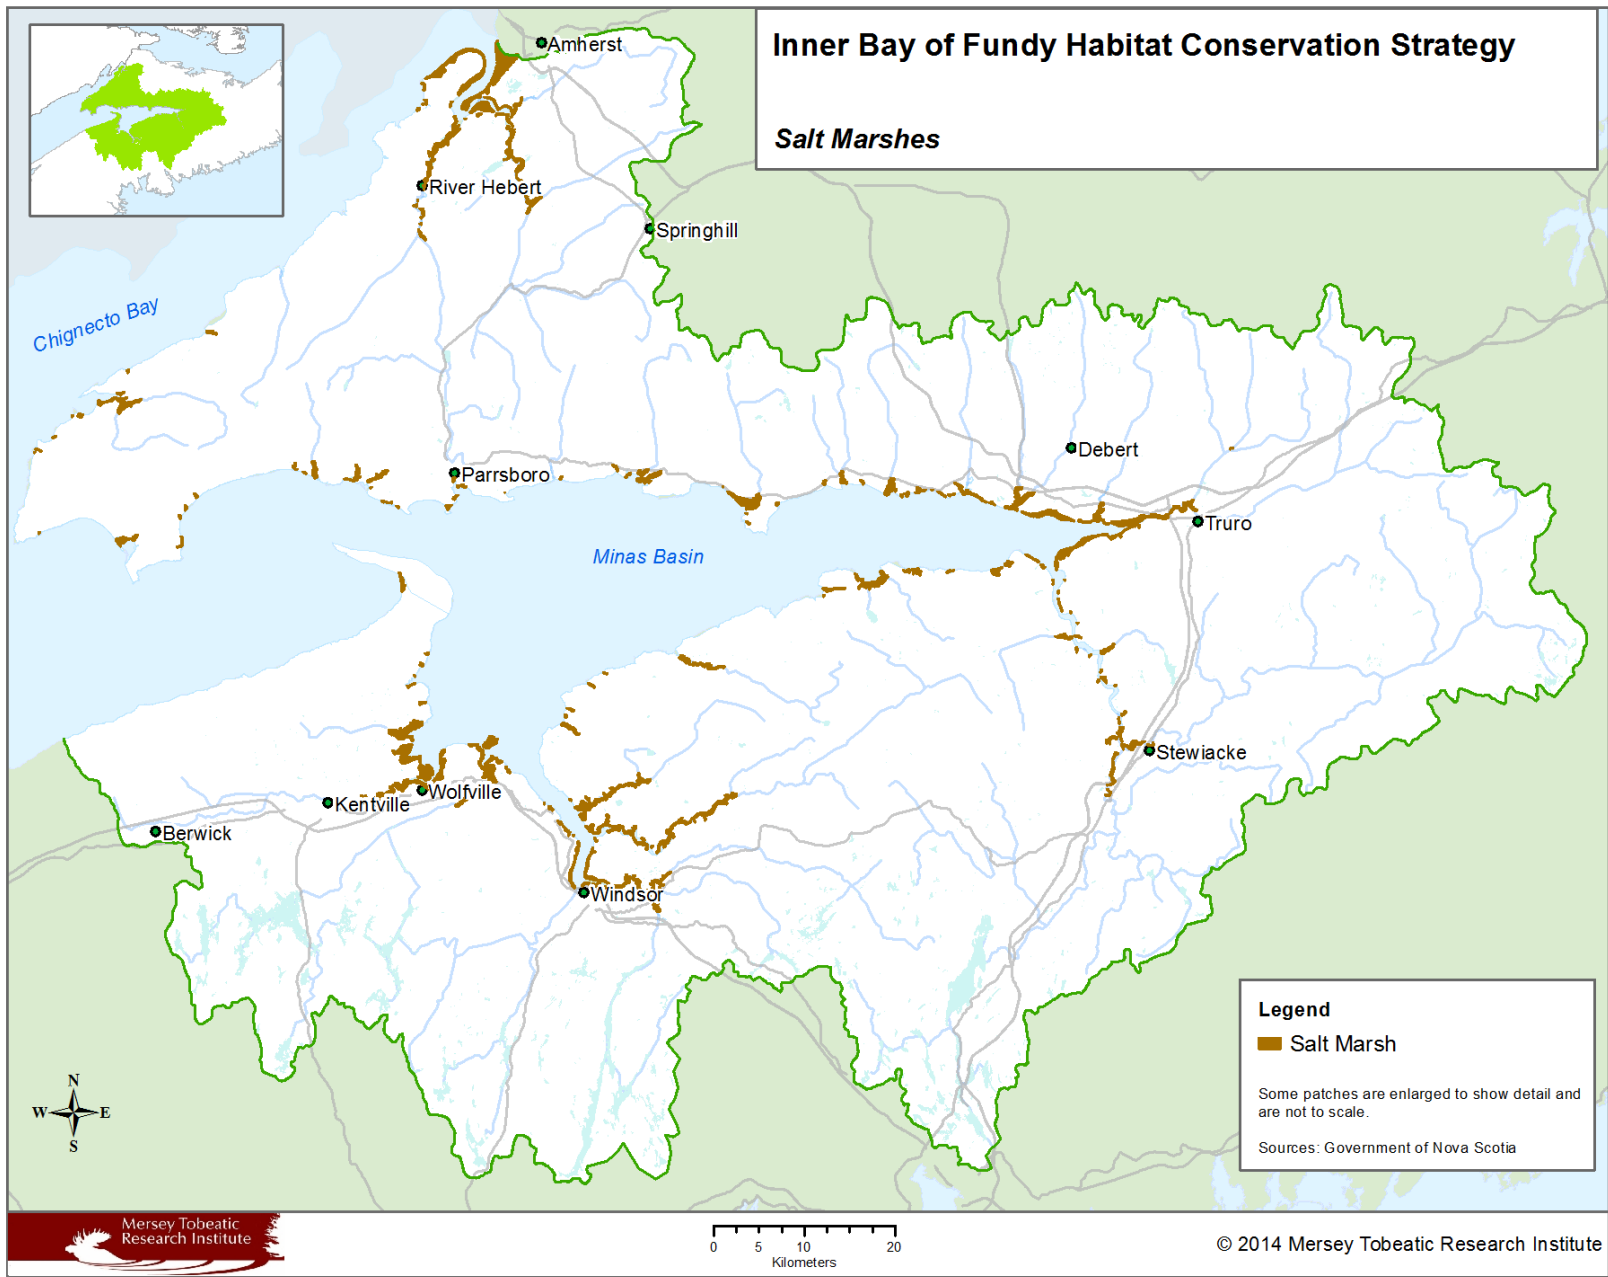 Inner Bay of Fundy Habitat Conservation Strategy
Salt Marshes
Amherst
River Hebert
Springhill
Chignecto Bay
Debert
Parrsboro
Truro
Minas Basin
Stewiacke
Wolfville
Kentville
Berwick
Windsor
Legend
Salt Marsh
Some patches are enlarged to show detail and
are not to scale.
Sources: Government of Nova Scotia
N
W E
S
Mersey Tobeatic
Research Institute
0 5 10 20
Kilometers
© 2014 Mersey Tobeatic Research Institute